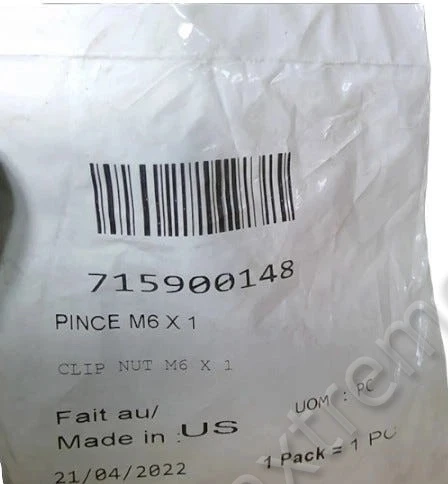 715900148
PINCE M6 X 1
CLIP NUT M6 X 1
Fait au/
Made in : US
UOM : PC
21/04/2022
1 Pack = 1 PC